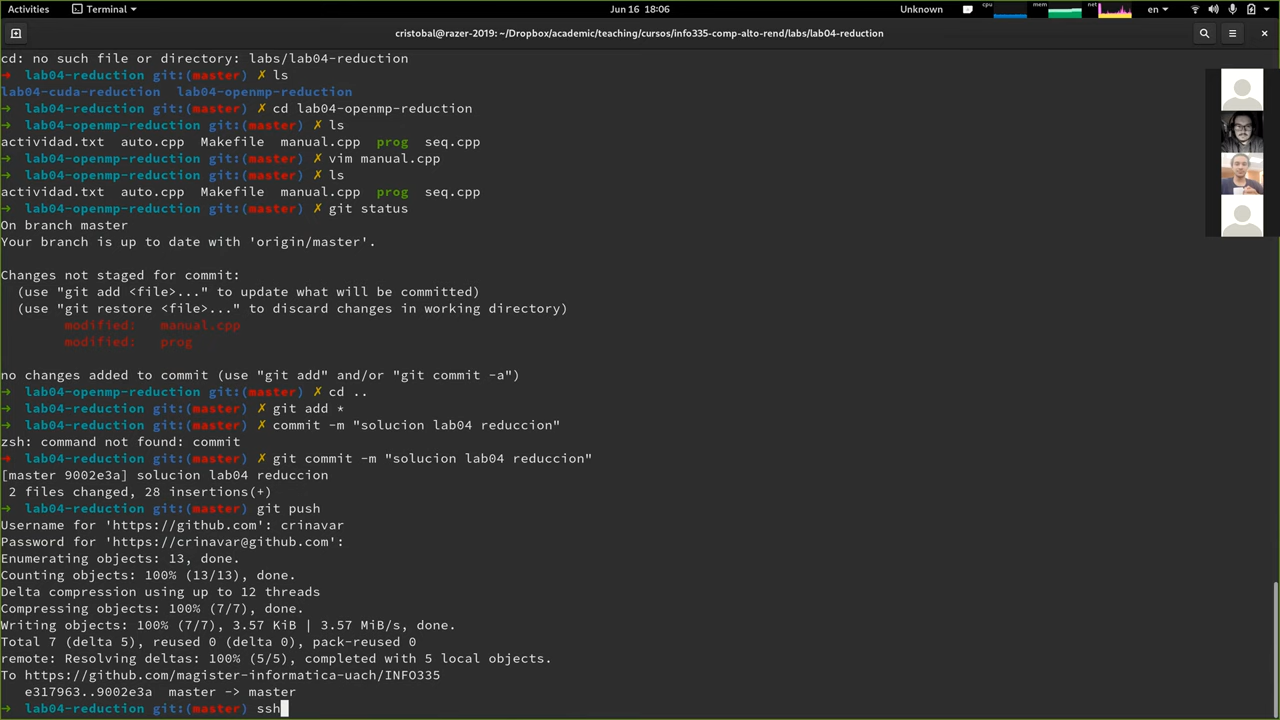 Activities Terminal Jun 16 18:06 Unknown cpu mem net en
cristobal@razer-2019: ~/Dropbox/academic/teaching/cursos/info335-comp-alto-rend/labs/lab04-reduction
cd: no such file or directory: labs/lab04-reduction
➜ lab04-reduction git:(master) ✗ ls
lab04-cuda-reduction lab04-openmp-reduction
➜ lab04-reduction git:(master) ✗ cd lab04-openmp-reduction
➜ lab04-openmp-reduction git:(master) ✗ ls
actividad.txt auto.cpp Makefile manual.cpp prog seq.cpp
➜ lab04-openmp-reduction git:(master) ✗ vim manual.cpp
➜ lab04-openmp-reduction git:(master) ✗ ls
actividad.txt auto.cpp Makefile manual.cpp prog seq.cpp
➜ lab04-openmp-reduction git:(master) ✗ git status
On branch master
Your branch is up to date with 'origin/master'.
Changes not staged for commit:
(use "git add <file>..." to update what will be committed)
(use "git restore <file>..." to discard changes in working directory)
modified: manual.cpp
modified: prog
no changes added to commit (use "git add" and/or "git commit -a")
➜ lab04-openmp-reduction git:(master) ✗ cd ..
➜ lab04-reduction git:(master) ✗ git add *
➜ lab04-reduction git:(master) ✗ commit -m "solucion lab04 reduccion"
zsh: command not found: commit
➜ lab04-reduction git:(master) ✗ git commit -m "solucion lab04 reduccion"
[master 9002e3a] solucion lab04 reduccion
2 files changed, 28 insertions(+)
➜ lab04-reduction git:(master) git push
Username for 'https://github.com': crinavar
Password for 'https://crinavar@github.com':
Enumerating objects: 13, done.
Counting objects: 100% (13/13), done.
Delta compression using up to 12 threads
Compressing objects: 100% (7/7), done.
Writing objects: 100% (7/7), 3.57 KiB | 3.57 MiB/s, done.
Total 7 (delta 5), reused 0 (delta 0), pack-reused 0
remote: Resolving deltas: 100% (5/5), completed with 5 local objects.
To https://github.com/magister-informatica-uach/INFO335
e317963..9002e3a master -> master
➜ lab04-reduction git:(master) ssh